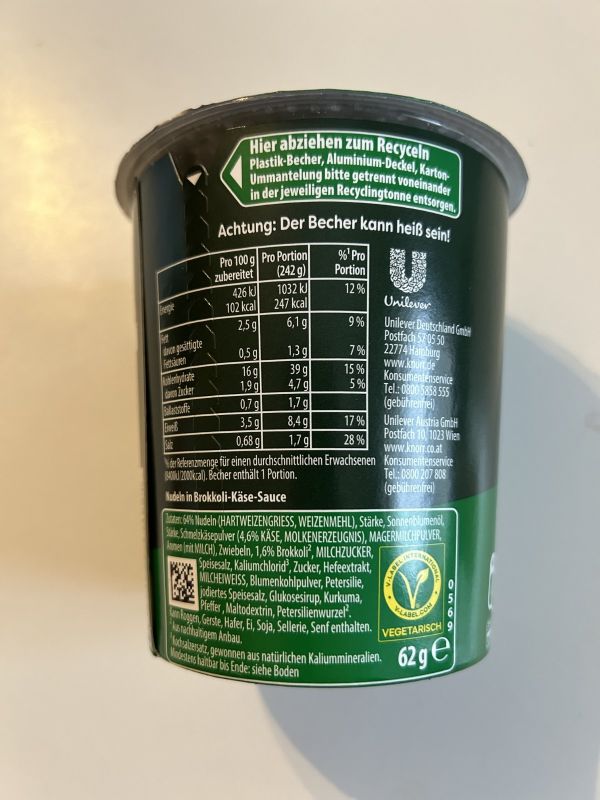 Hier abziehen zum Recyceln
Plastik-Becher, Aluminium-Deckel, Karton-
Ummantelung bitte getrennt voneinander
in der jeweiligen Recyclingtonne entsorgen.
Achtung: Der Becher kann heiß sein!
Pro 100 g zubereitet Pro Portion (242 g) %¹ Pro Portion
Energie 426 kJ 1032 kJ 12 %
102 kcal 247 kcal
Fett 2,5 g 6,1 g 9 %
davon gesättigte
Fettsäuren 0,5 g 1,3 g 7 %
Kohlenhydrate 16 g 39 g 15 %
davon Zucker 1,9 g 4,7 g 5 %
Ballaststoffe 0,7 g 1,7 g
Eiweiß 3,5 g 8,4 g 17 %
Salz 0,68 g 1,7 g 28 %
% der Referenzmenge für einen durchschnittlichen Erwachsenen
(8400kJ/2000kcal). Becher enthält 1 Portion.
Unilever
Unilever Deutschland GmbH
Postfach 57 05 50
22774 Hamburg
www.knorr.de
Konsumentenservice
Tel.: 0800 5858 555
(gebührenfrei)
Unilever Austria GmbH
Postfach 10, 1023 Wien
www.knorr.co.at
Konsumentenservice
Tel.: 0800 207 808
(gebührenfrei)
Nudeln in Brokkoli-Käse-Sauce
Zutaten: 64% Nudeln (HARTWEIZENGRIESS, WEIZENMEHL), Stärke, Sonnenblumenöl,
Stärke, Schmelzkäsepulver (4,6% KÄSE, MOLKENERZEUGNIS), MAGERMILCHPULVER,
Aromen (mit MILCH), Zwiebeln, 1,6% Brokkoli², MILCHZUCKER,
Speisesalz, Kaliumchlorid³, Zucker, Hefeextrakt,
MILCHEIWEISS, Blumenkohlpulver, Petersilie,
jodiertes Speisesalz, Glukosesirup, Kurkuma,
Pfeffer, Maltodextrin, Petersilienwurzel².
Kann Roggen, Gerste, Hafer, Ei, Soja, Sellerie, Senf enthalten.
²Aus nachhaltigem Anbau.
³Kochsalzersatz, gewonnen aus natürlichen Kaliummineralien.
Mindestens haltbar bis Ende: siehe Boden
V-LABEL INTERNATIONAL
V-LABEL.COM
VEGETARISCH
0569
62 g e